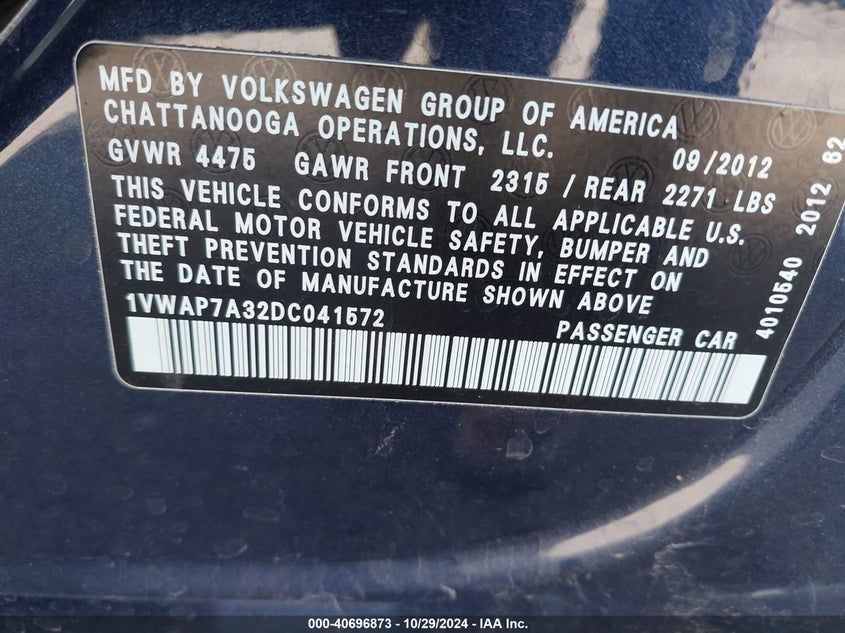 MFD BY VOLKSWAGEN GROUP OF AMERICA
CHATTANOOGA OPERATIONS, LLC.
09/2012
GVWR 4475 GAWR FRONT 2315 / REAR 2271 LBS
THIS VEHICLE CONFORMS TO ALL APPLICABLE U.S.
FEDERAL MOTOR VEHICLE SAFETY, BUMPER AND
THEFT PREVENTION STANDARDS IN EFFECT ON
THE DATE OF MANUFACTURE SHOWN ABOVE
1VWAP7A32DC041572
PASSENGER CAR
4010540 2012 62
000-40696873 / 10/29/2024 - IAA Inc.